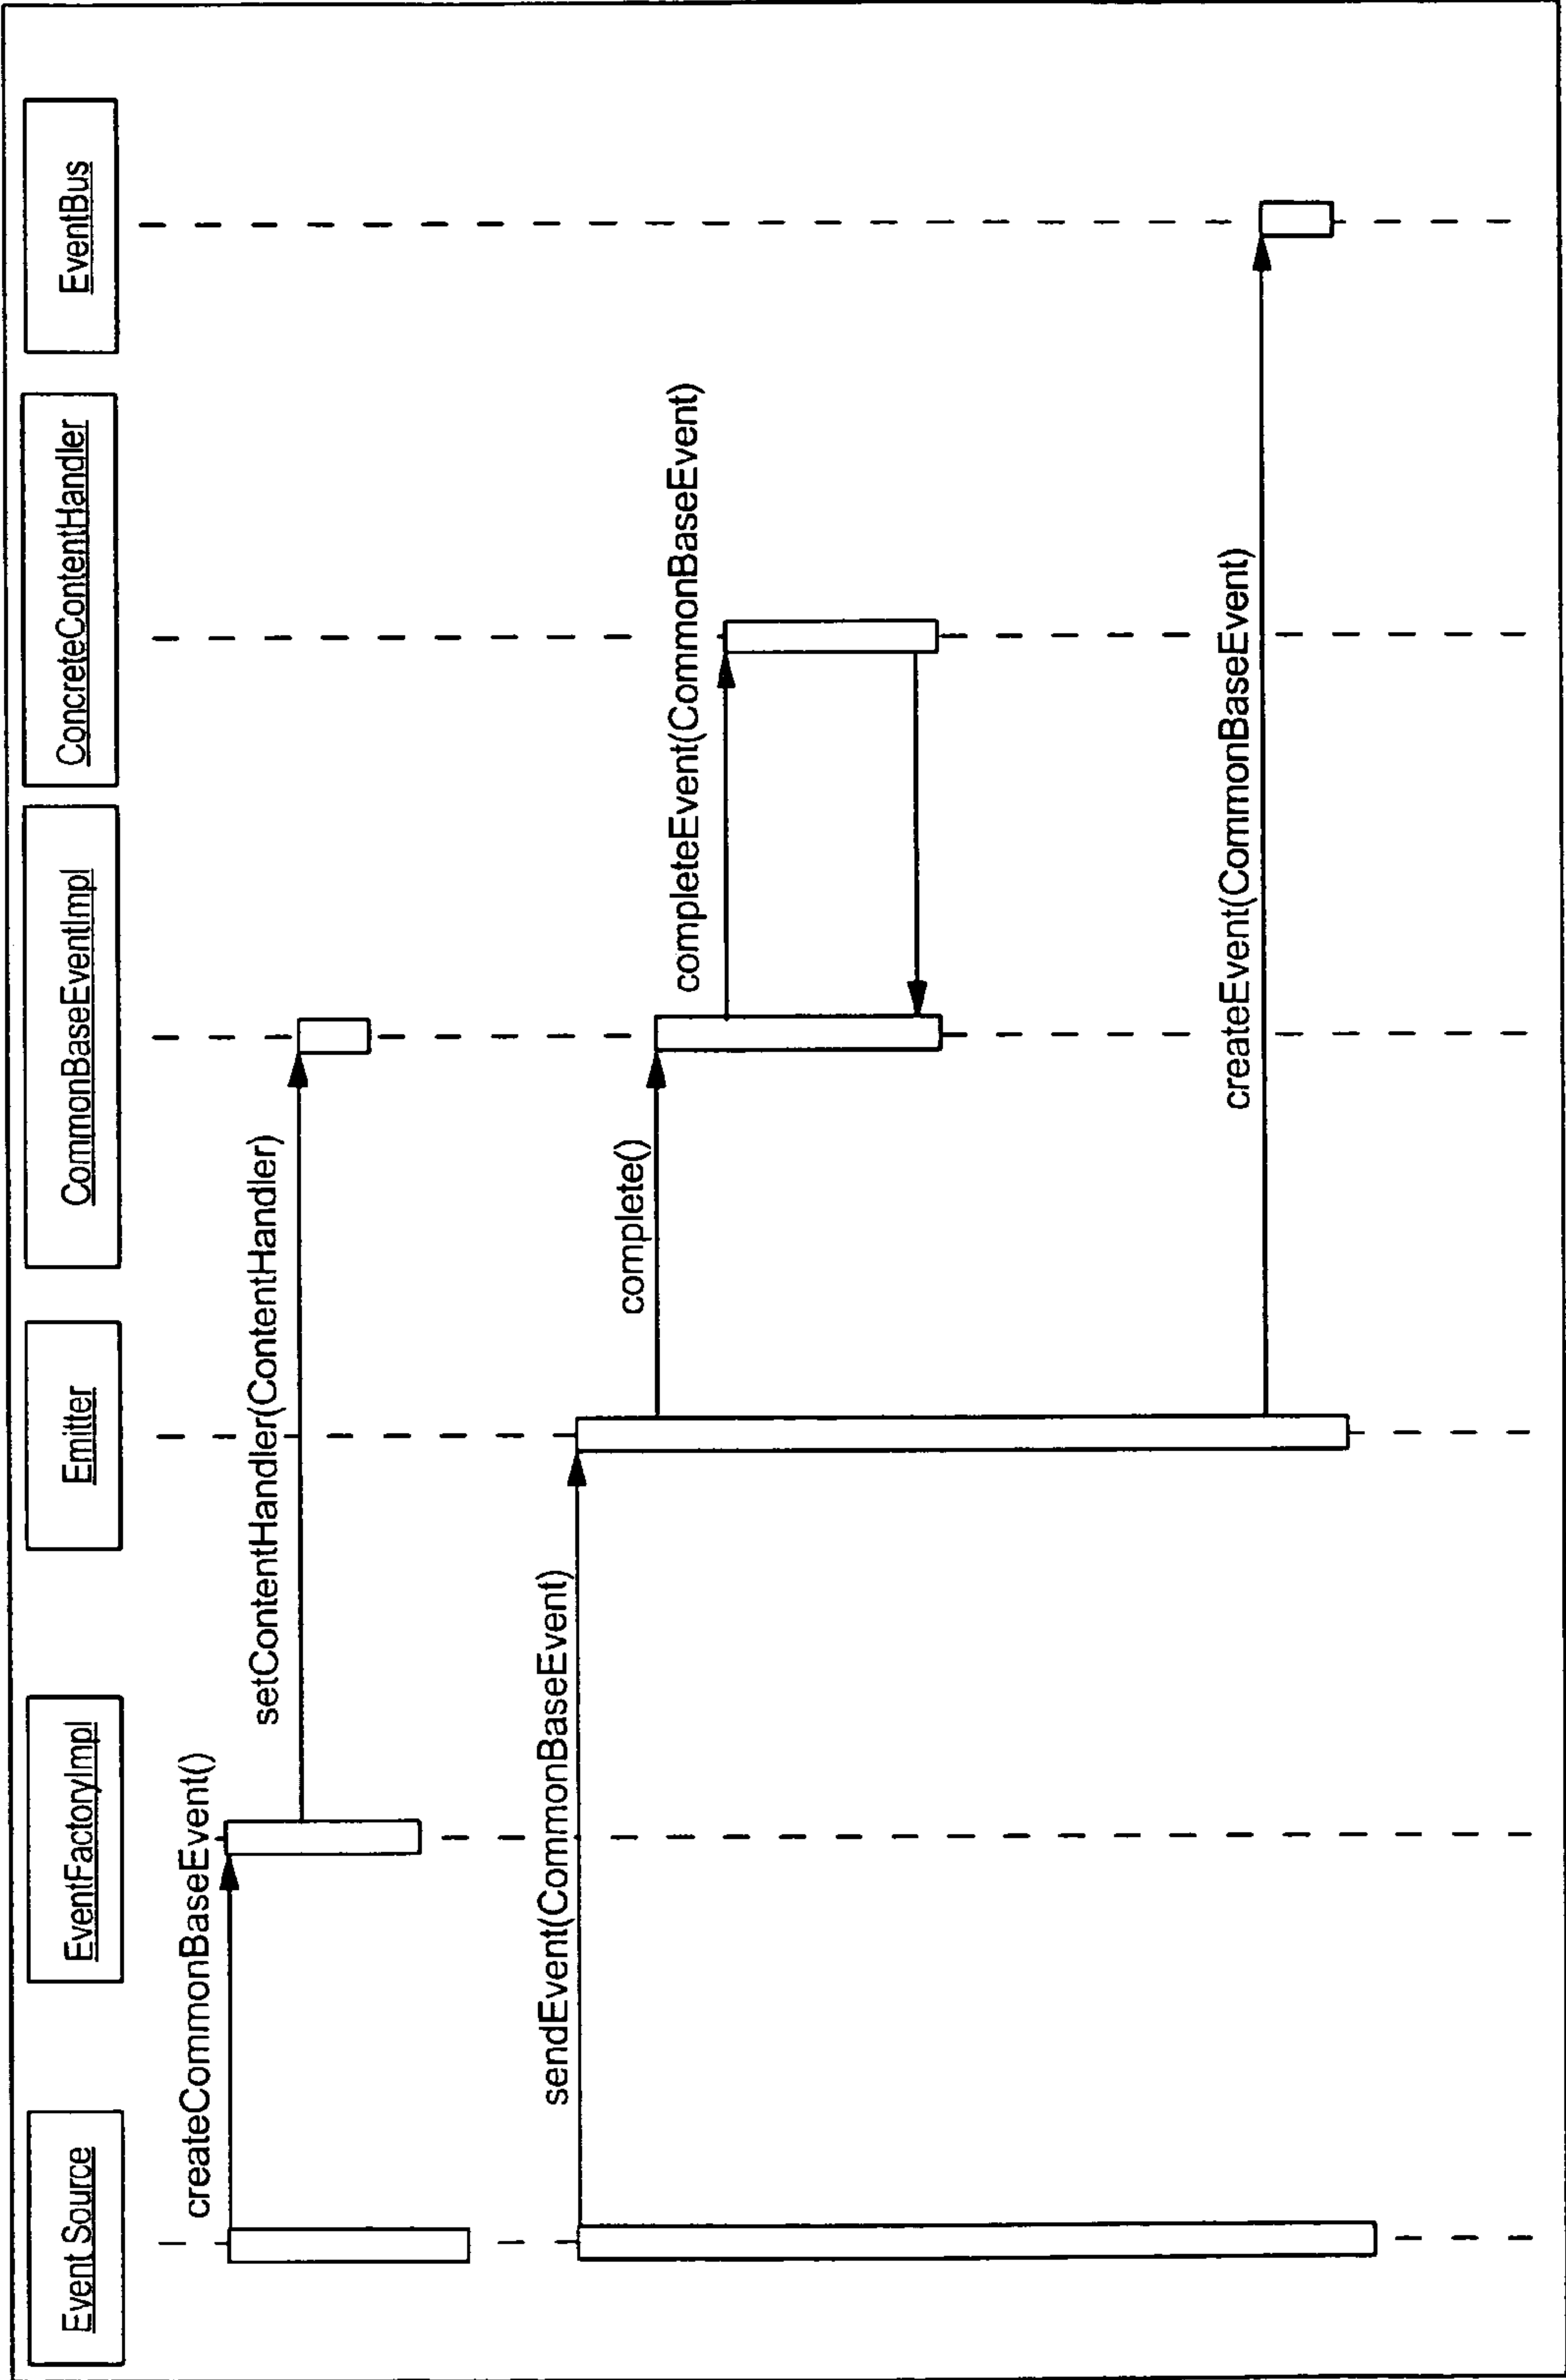 Event Source
EventFactoryImpl
Emitter
CommonBaseEventImpl
ConcreteContentHandler
EventBus
createCommonBaseEvent()
setContentHandler(ContentHandler)
sendEvent(CommonBaseEvent)
complete()
completeEvent(CommonBaseEvent)
createEvent(CommonBaseEvent)